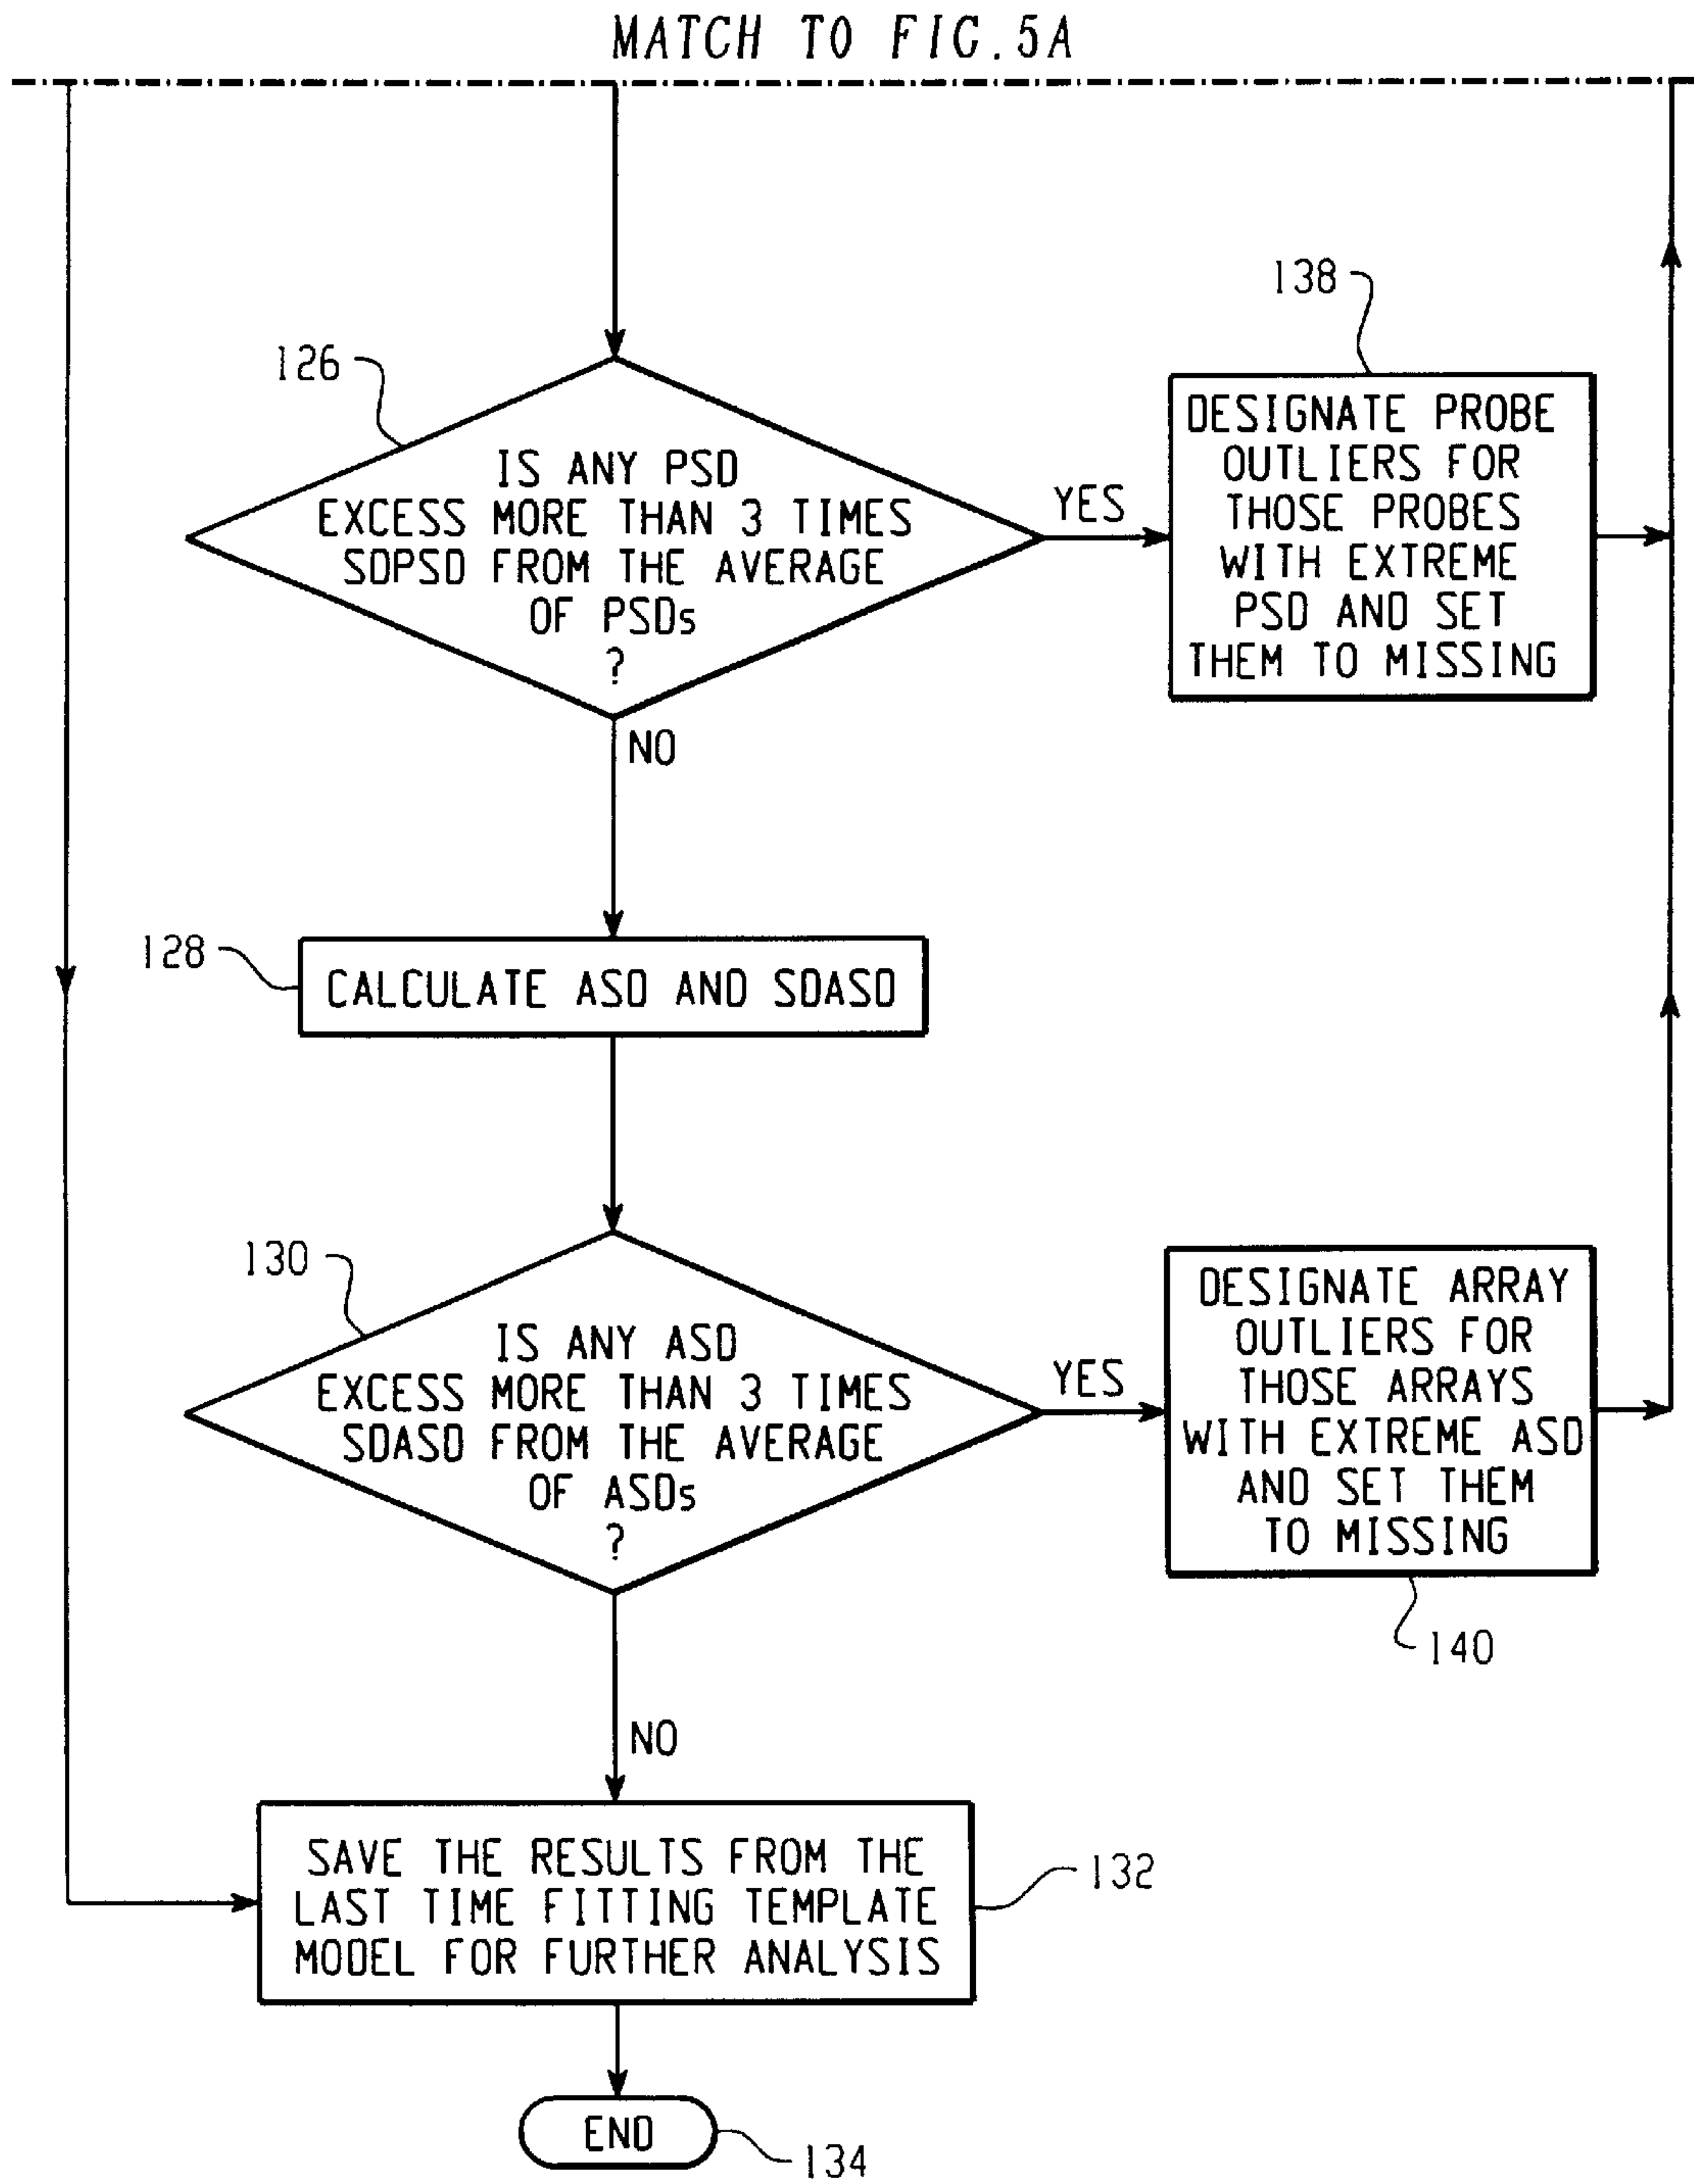 MATCH TO FIG. 5A
138
126
DESIGNATE PROBE
OUTLIERS FOR
THOSE PROBES
WITH EXTREME
PSD AND SET
THEM TO MISSING
IS ANY PSD
EXCESS MORE THAN 3 TIMES
SDPSD FROM THE AVERAGE
OF PSDs
?
YES
NO
128
CALCULATE ASD AND SDASD
130
IS ANY ASD
EXCESS MORE THAN 3 TIMES
SDASD FROM THE AVERAGE
OF ASDs
?
YES
DESIGNATE ARRAY
OUTLIERS FOR
THOSE ARRAYS
WITH EXTREME ASD
AND SET THEM
TO MISSING
140
NO
SAVE THE RESULTS FROM THE
LAST TIME FITTING TEMPLATE
MODEL FOR FURTHER ANALYSIS
132
END
134